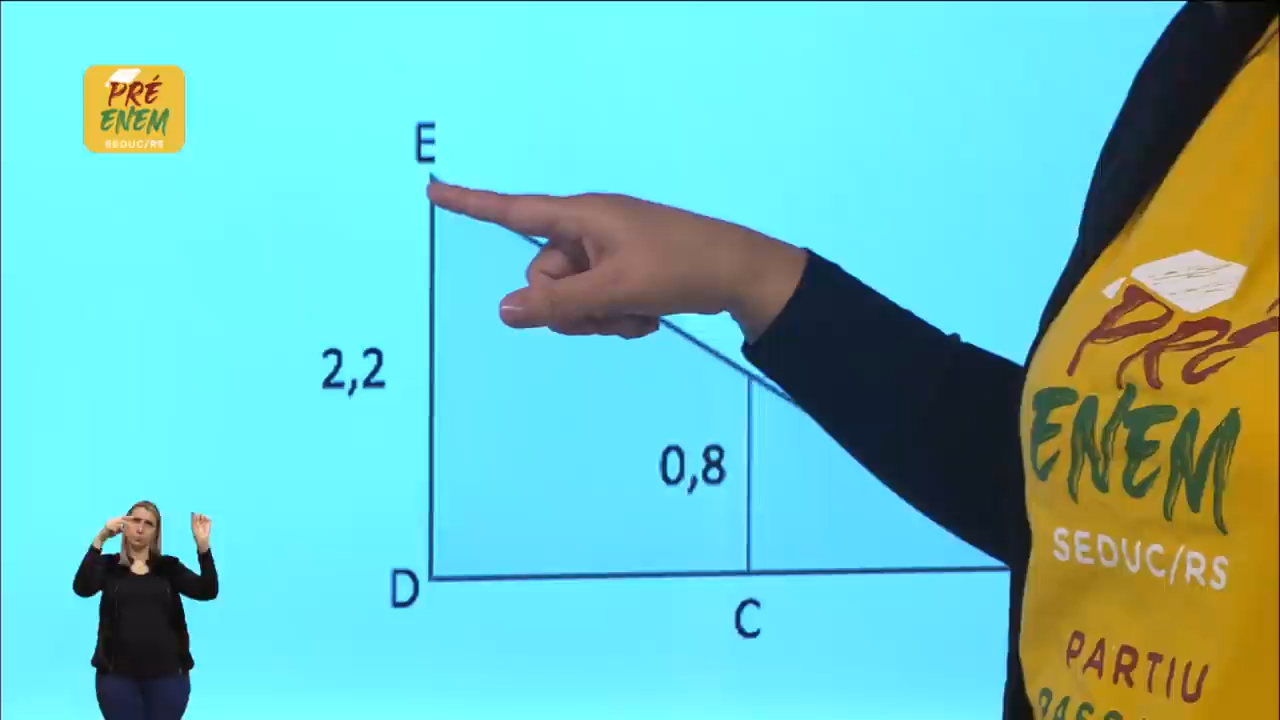 PRÉ
ENEM
SEDUC/RS
E
2,2
0,8
D
C
PRÉ
ENEM
SEDUC/RS
PARTIU